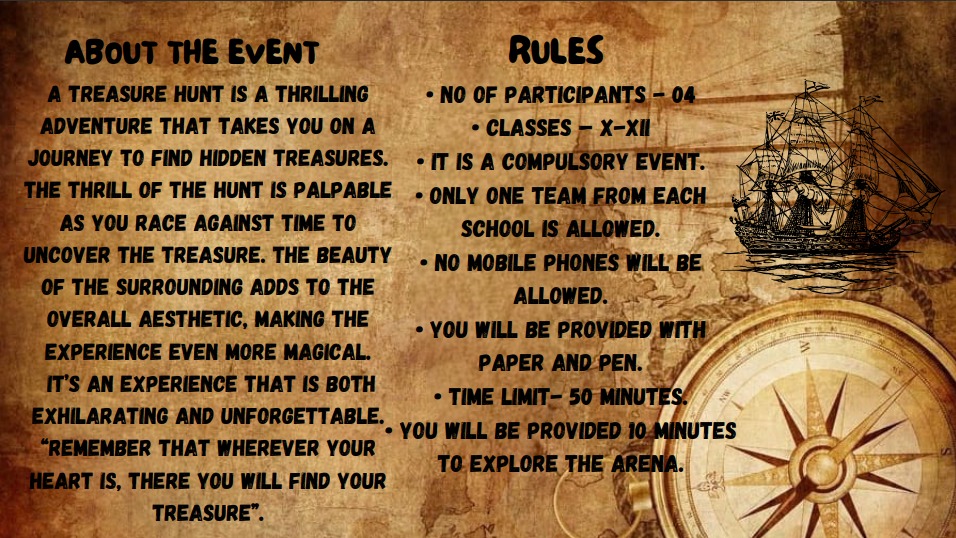 ABOUT THE EVENT
A TREASURE HUNT IS A THRILLING
ADVENTURE THAT TAKES YOU ON A
JOURNEY TO FIND HIDDEN TREASURES.
THE THRILL OF THE HUNT IS PALPABLE
AS YOU RACE AGAINST TIME TO
UNCOVER THE TREASURE. THE BEAUTY
OF THE SURROUNDING ADDS TO THE
OVERALL AESTHETIC, MAKING THE
EXPERIENCE EVEN MORE MAGICAL.
IT'S AN EXPERIENCE THAT IS BOTH
EXHILARATING AND UNFORGETTABLE.
"REMEMBER THAT WHEREVER YOUR
HEART IS, THERE YOU WILL FIND YOUR
TREASURE".
RULES
• NO OF PARTICIPANTS - 04
• CLASSES – X-XII
• IT IS A COMPULSORY EVENT.
• ONLY ONE TEAM FROM EACH
SCHOOL IS ALLOWED.
• NO MOBILE PHONES WILL BE
ALLOWED.
• YOU WILL BE PROVIDED WITH
PAPER AND PEN.
• TIME LIMIT– 50 MINUTES.
• YOU WILL BE PROVIDED 10 MINUTES
TO EXPLORE THE ARENA.